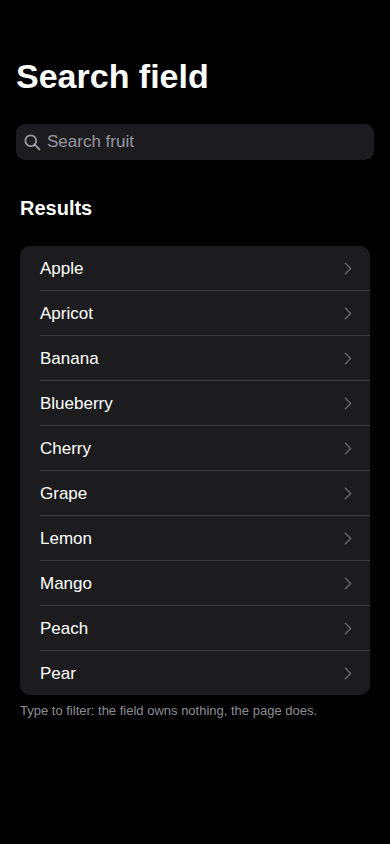 Search field
Search fruit
Results
Apple
Apricot
Banana
Blueberry
Cherry
Grape
Lemon
Mango
Peach
Pear
Type to filter: the field owns nothing, the page does.